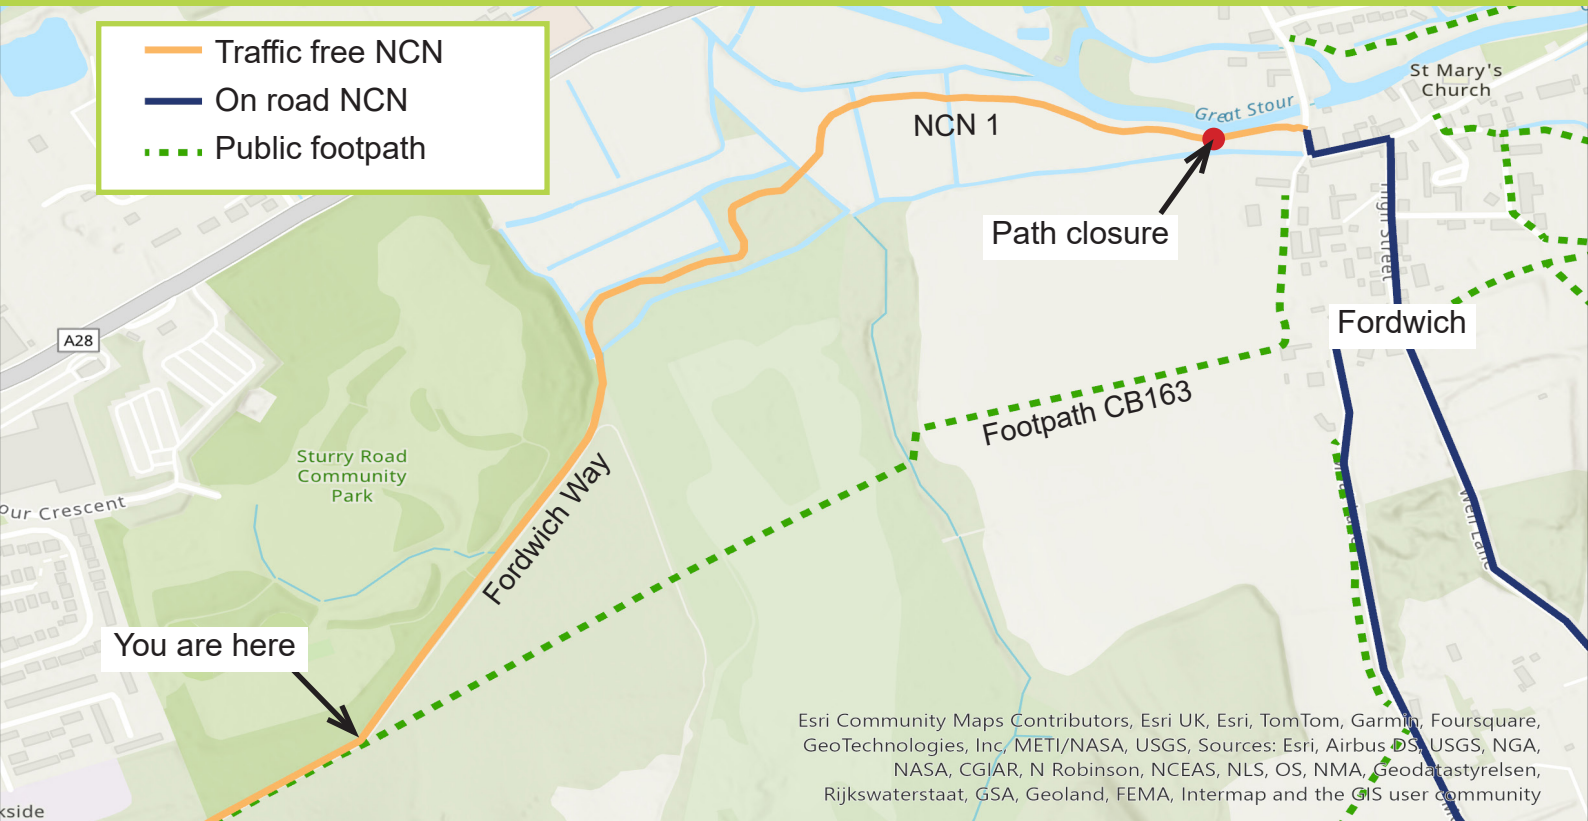 Traffic free NCN
On road NCN
Public footpath
St Mary's
Church
Great Stour
NCN 1
Path closure
High Street
Fordwich
A28
Footpath CB163
Sturry Road
Community
Park
Fordwich Way
our Crescent
Well Lane
You are here
Esri Community Maps Contributors, Esri UK, Esri, TomTom, Garmin, Foursquare,
GeoTechnologies, Inc, METI/NASA, USGS, Sources: Esri, Airbus DS, USGS, NGA,
NASA, CGIAR, N Robinson, NCEAS, NLS, OS, NMA, Geodatastyrelsen,
Rijkswaterstaat, GSA, Geoland, FEMA, Intermap and the GIS user community
kside